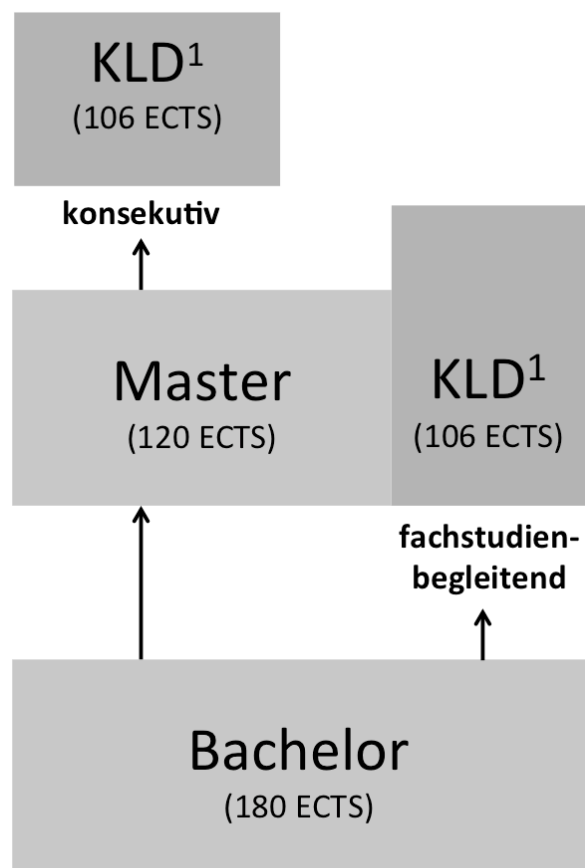 KLD¹
(106 ECTS)
konsekutiv
Master
(120 ECTS)
KLD¹
(106 ECTS)
fachstudien-
begleitend
Bachelor
(180 ECTS)